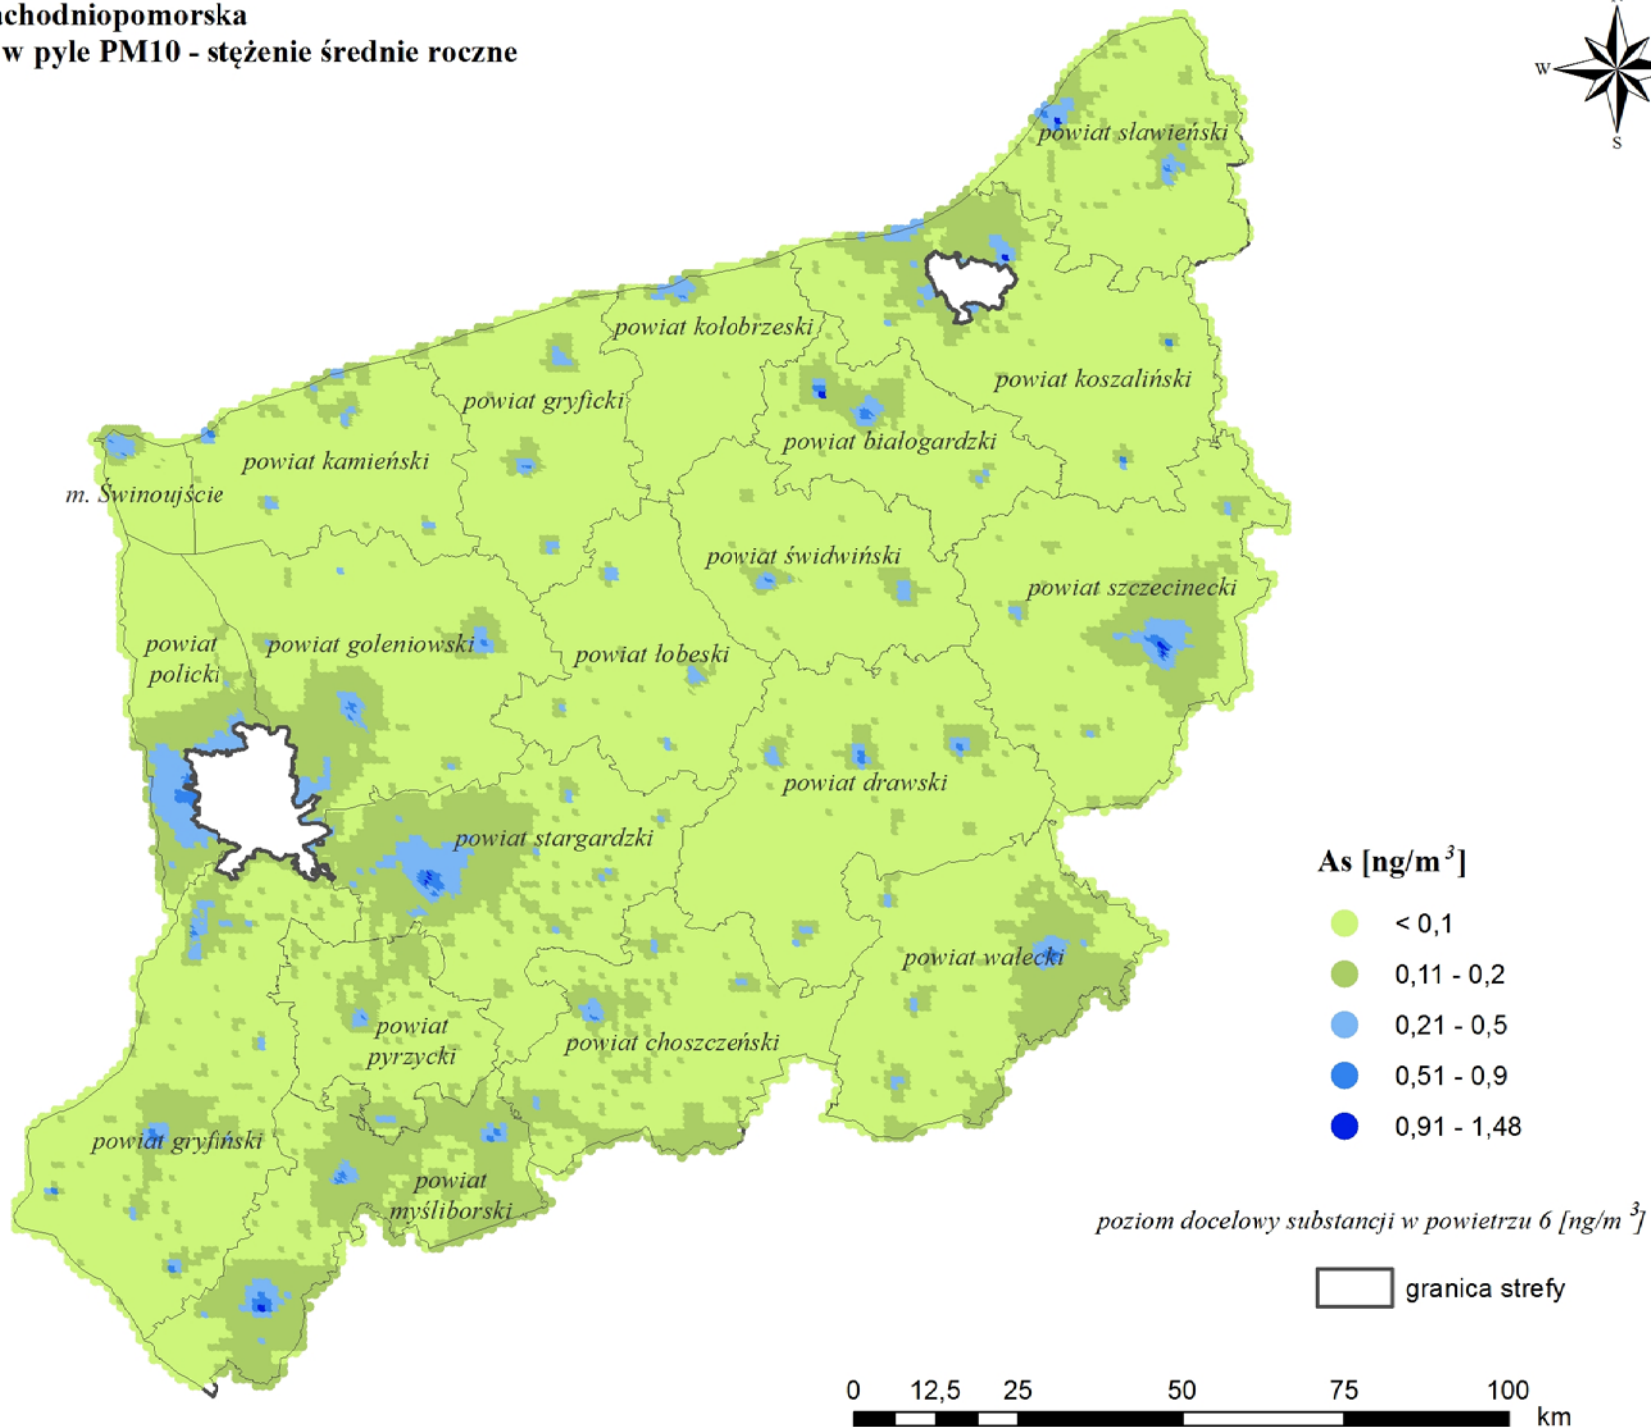 achodniopomorska
w pyle PM10 - stężenie średnie roczne
W
S
powiat sławieński
powiat kołobrzeski
powiat koszaliński
powiat gryficki
powiat białogardzki
powiat kamieński
m. Świnoujście
powiat świdwiński
powiat szczecinecki
powiat
policki
powiat goleniowski
powiat łobeski
powiat drawski
powiat stargardzki
powiat wałecki
powiat
pyrzycki
powiat choszczeński
powiat gryfiński
powiat
myśliborski
As [ng/m³]
< 0,1
0,11 - 0,2
0,21 - 0,5
0,51 - 0,9
0,91 - 1,48
poziom docelowy substancji w powietrzu 6 [ng/m ³]
granica strefy
0 12,5 25 50 75 100
km